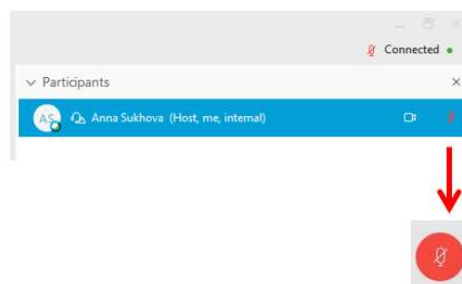 Connected
Participants
AS Anna Sukhova (Host, me, internal)